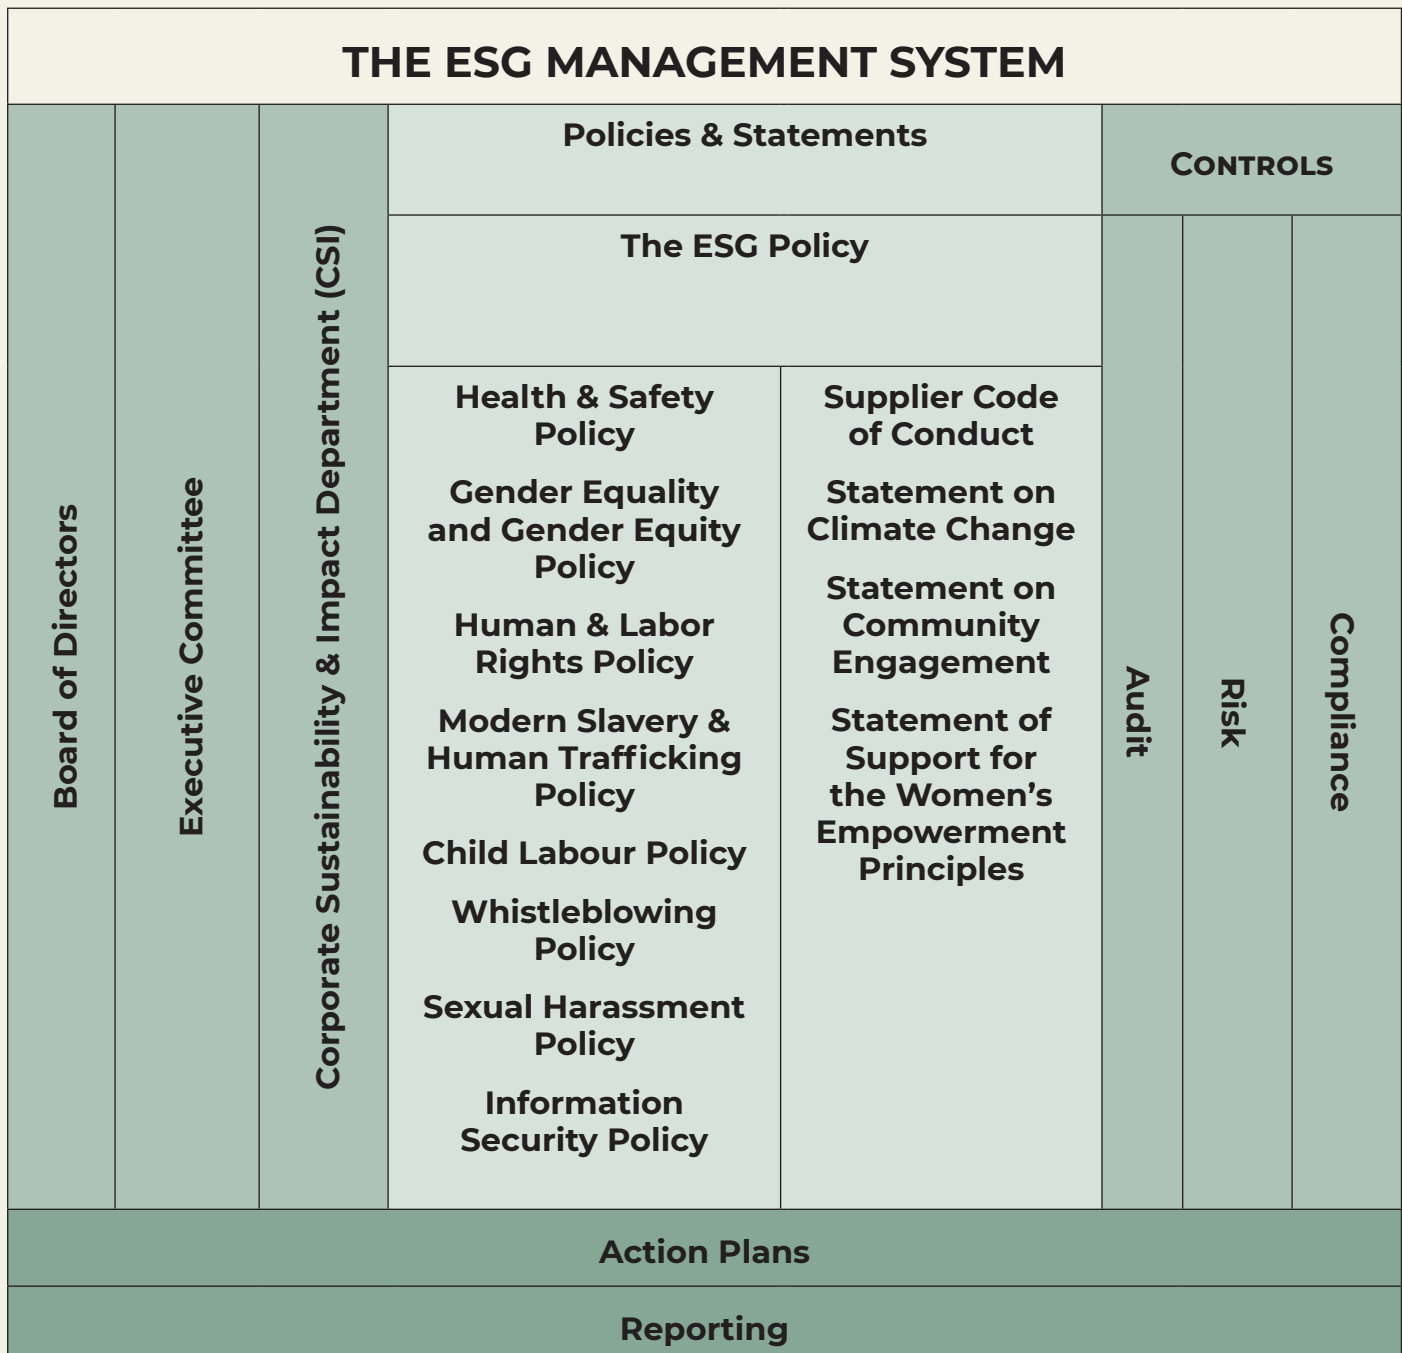 THE ESG MANAGEMENT SYSTEM
Board of Directors
Executive Committee
Corporate Sustainability & Impact Department (CSI)
Policies & Statements
The ESG Policy
Health & Safety
Policy
Gender Equality
and Gender Equity
Policy
Human & Labor
Rights Policy
Modern Slavery &
Human Trafficking
Policy
Child Labour Policy
Whistleblowing
Policy
Sexual Harassment
Policy
Information
Security Policy
Supplier Code
of Conduct
Statement on
Climate Change
Statement on
Community
Engagement
Statement of
Support for
the Women’s
Empowerment
Principles
CONTROLS
Audit
Risk
Compliance
Action Plans
Reporting